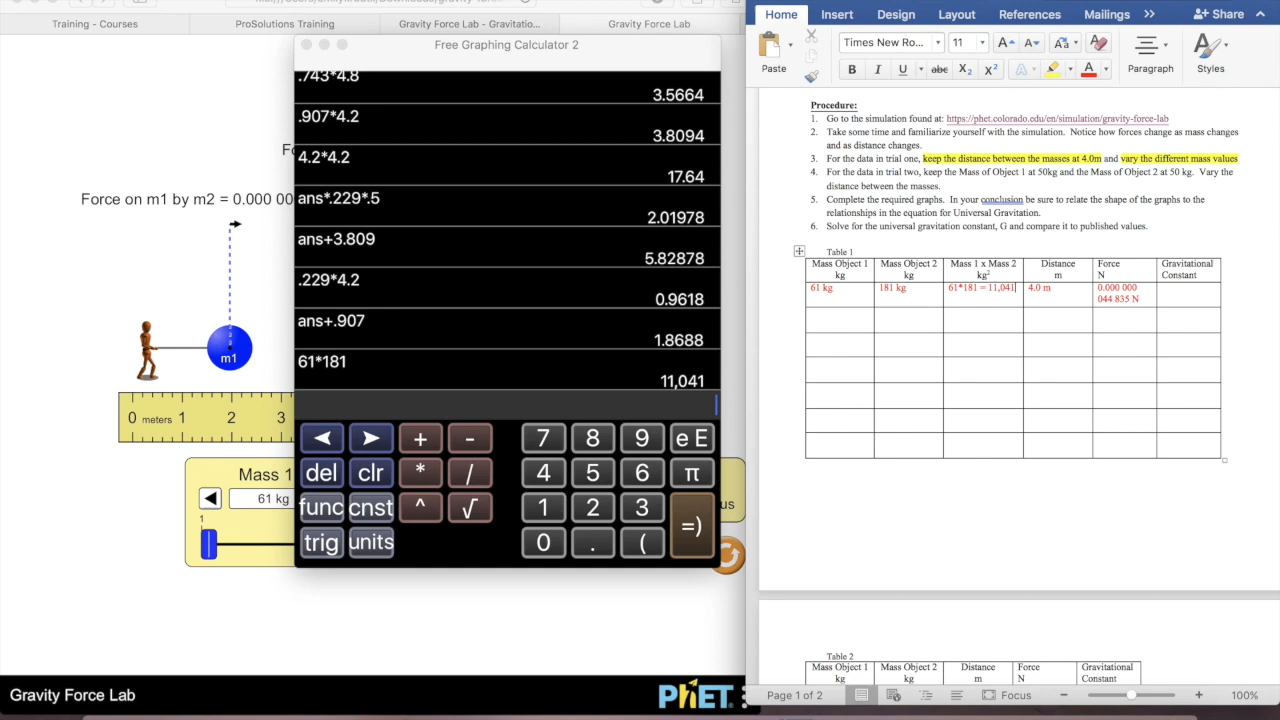 Training - Courses
ProSolutions Training
Gravity Force Lab - Gravitatio...
Gravity Force Lab
Force on m1 by m2 = 0.000 00
m1
0 meters 1 2 3
Mass 1
61 kg
1
us
Gravity Force Lab
PhET
Free Graphing Calculator 2
.743*4.8
3.5664
.907*4.2
3.8094
4.2*4.2
17.64
ans*.229*.5
2.01978
ans+3.809
5.82878
.229*4.2
0.9618
ans+.907
1.8688
61*181
11,041
+ - 7 8 9 e E
del clr * / 4 5 6 π
func cnst ^ √ 1 2 3 =)
trig units 0 . (
Home Insert Design Layout References Mailings >> Share
Paste
Times New Ro... 11 A A Aa A
B I U abc X2 X2 A A
Paragraph
Styles
Procedure:
1. Go to the simulation found at: https://phet.colorado.edu/en/simulation/gravity-force-lab
2. Take some time and familiarize yourself with the simulation. Notice how forces change as mass changes
and as distance changes.
3. For the data in trial one, keep the distance between the masses at 4.0m and vary the different mass values
4. For the data in trial two, keep the Mass of Object 1 at 50kg and the Mass of Object 2 at 50 kg. Vary the
distance between the masses.
5. Complete the required graphs. In your conclusion be sure to relate the shape of the graphs to the
relationships in the equation for Universal Gravitation.
6. Solve for the universal gravitation constant, G and compare it to published values.
Table 1
Mass Object 1 Mass Object 2 Mass 1 x Mass 2 Distance Force Gravitational
kg kg kg² m N Constant
61 kg 181 kg 61*181 = 11,041 4.0 m 0.000 000
044 835 N
Table 2
Mass Object 1 Mass Object 2 Distance Force Gravitational
kg kg m N Constant
Page 1 of 2 Focus 100%